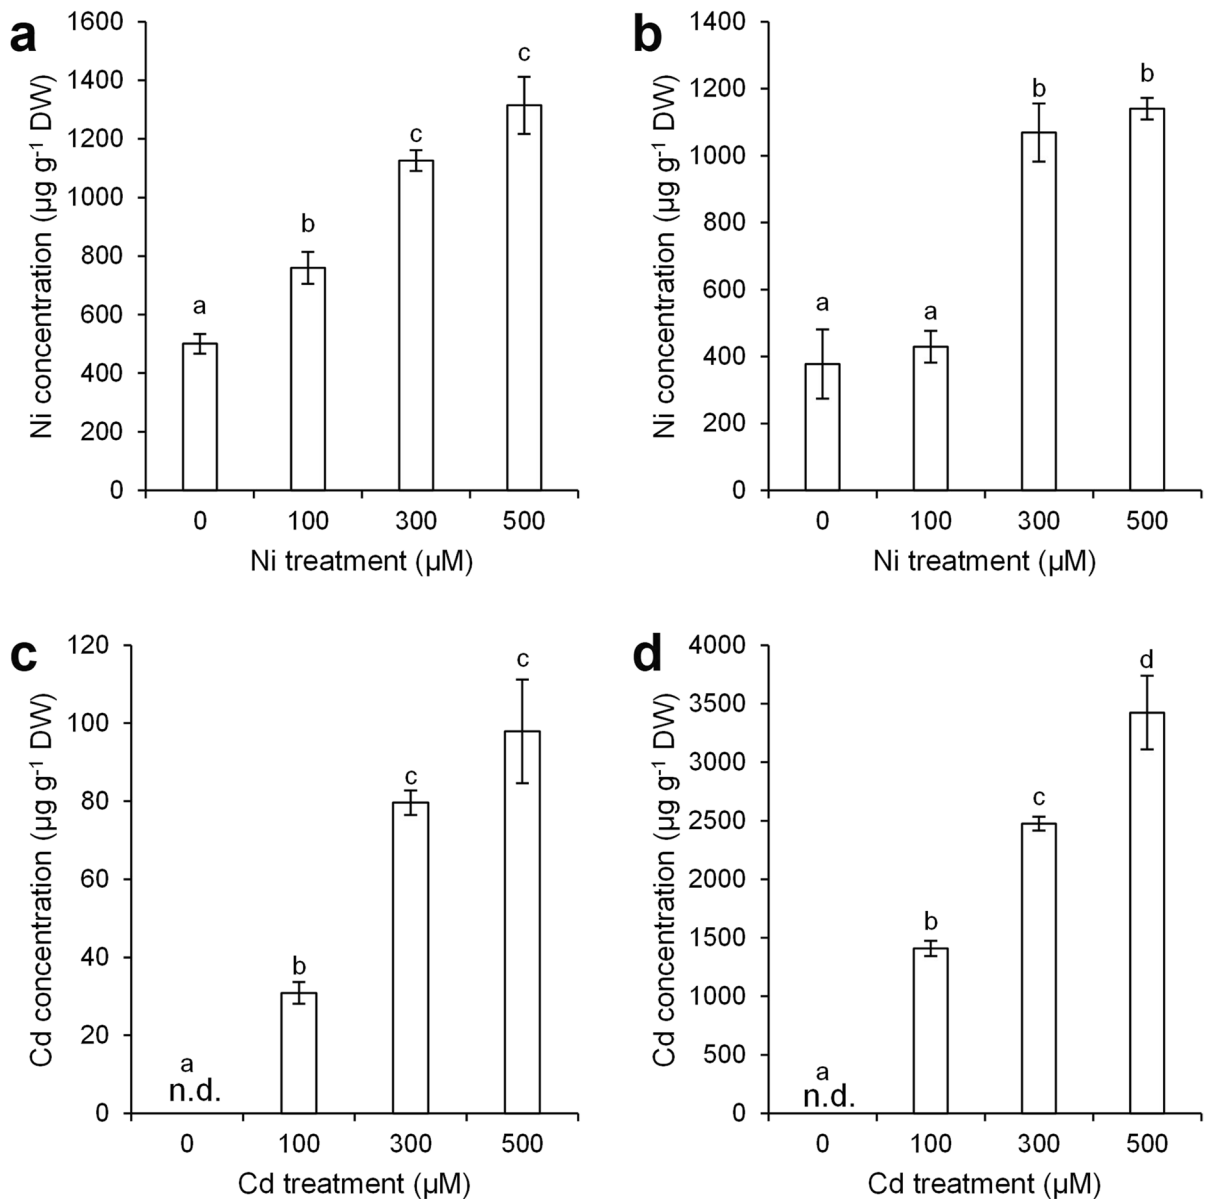 a
Ni concentration (µg g⁻¹ DW)
1600
1400
1200
1000
800
600
400
200
0
a
b
c
c
0 100 300 500
Ni treatment (µM)
b
Ni concentration (µg g⁻¹ DW)
1400
1200
1000
800
600
400
200
0
a
a
b
b
0 100 300 500
Ni treatment (µM)
c
Cd concentration (µg g⁻¹ DW)
120
100
80
60
40
20
0
a
n.d.
b
c
c
0 100 300 500
Cd treatment (µM)
d
Cd concentration (µg g⁻¹ DW)
4000
3500
3000
2500
2000
1500
1000
500
0
a
n.d.
b
c
d
0 100 300 500
Cd treatment (µM)